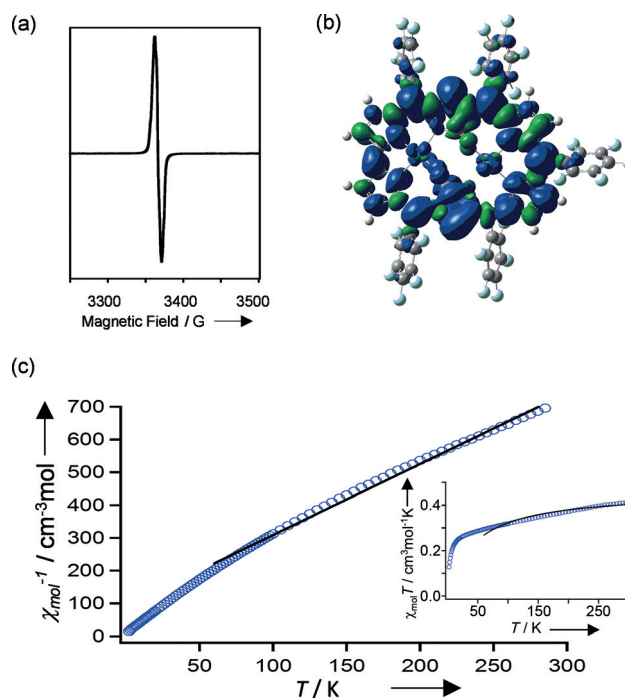 (a)
3300 3400 3500
Magnetic Field / G
(b)
(c)
700
600
500
400
300
200
100
0
χmol⁻¹ / cm⁻³mol
50 100 150 200 250 300
T / K
0.4
0.2
0.0
χmolT / cm³mol⁻¹K
50 150 250
T / K